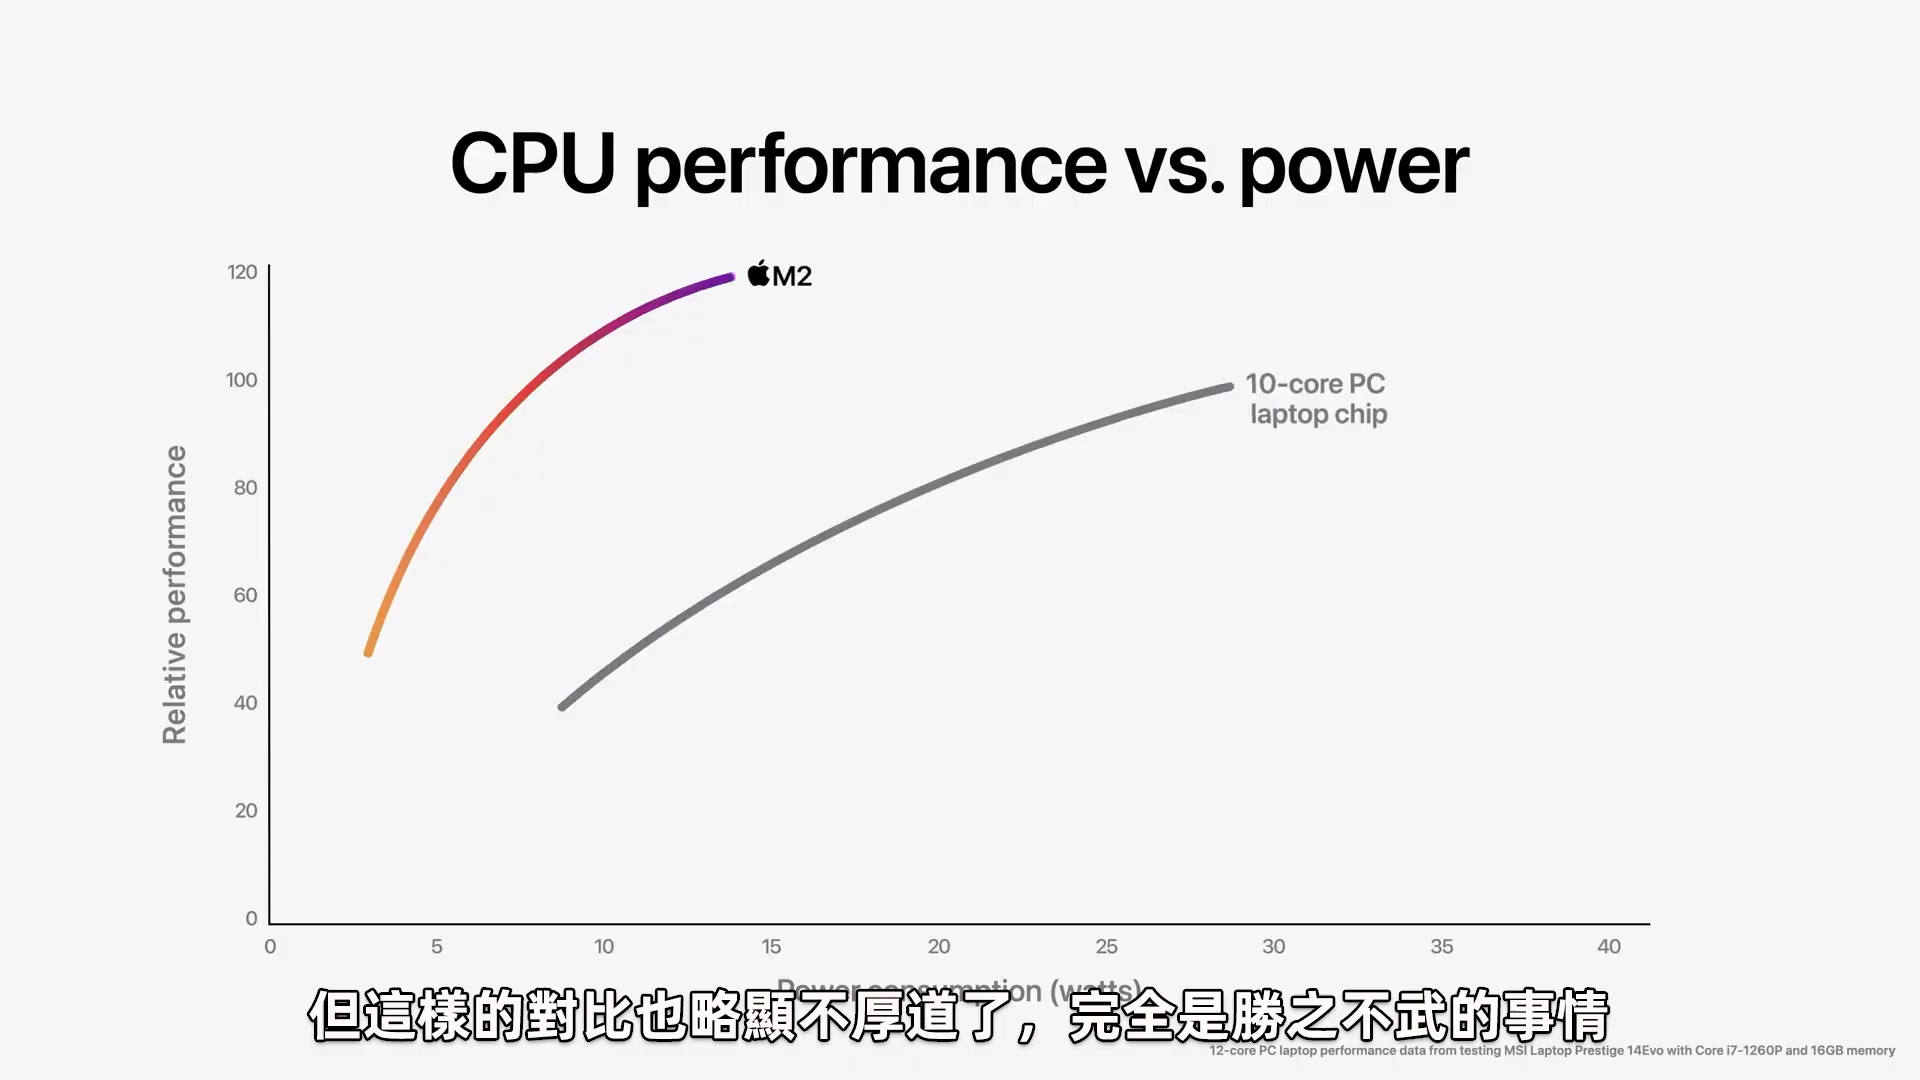 CPU performance vs. power
120
100
80
60
40
20
0
Relative performance
M2
10-core PC
laptop chip
0 5 10 15 20 25 30 35 40
Power consumption (watts)
但這樣的對比也略顯不厚道了，完全是勝之不武的事情
12-core PC laptop performance data from testing MSI Laptop Prestige 14Evo with Core i7-1260P and 16GB memory